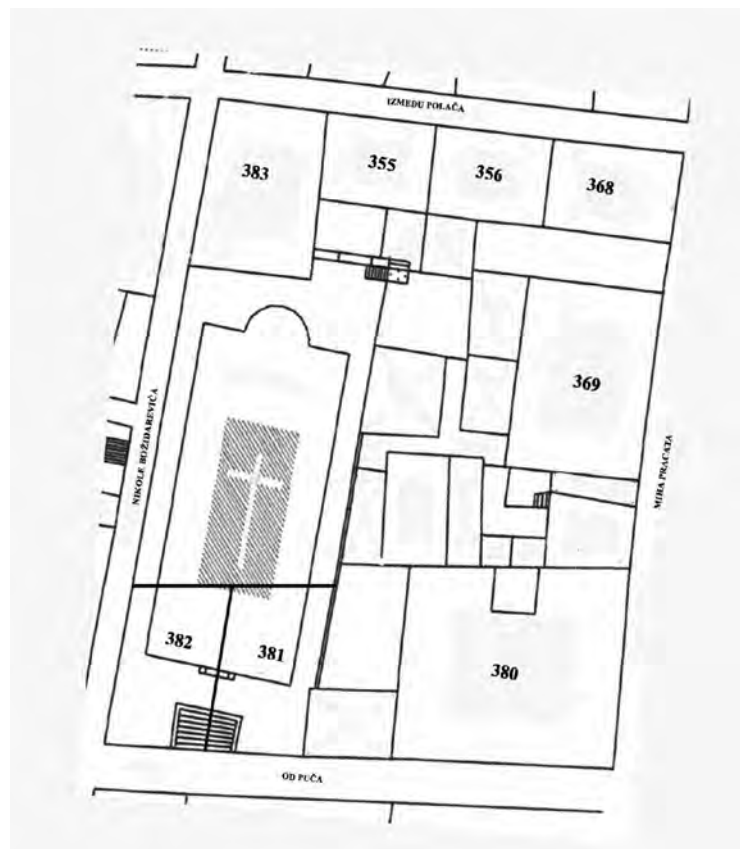 IZMEĐU POLAČA
383
355
356
368
369
NIKOLE BOŽIDAREVIĆA
MIHA PRACATA
382
381
380
OD PUČA